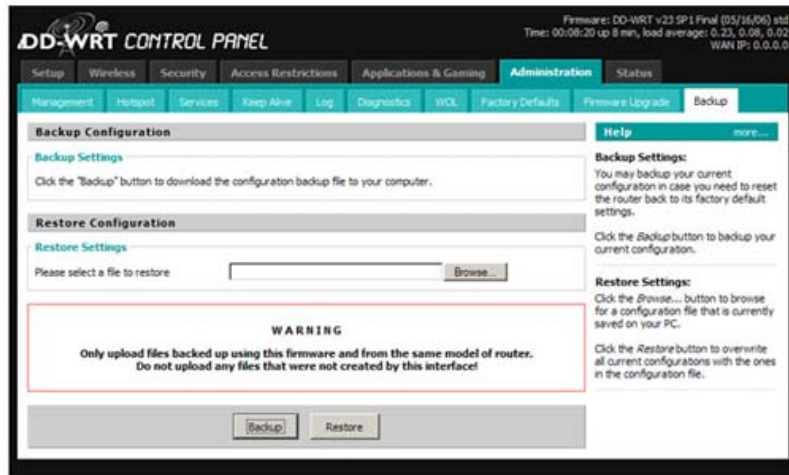 Firmware: DD-WRT v23 SP1 Final (05/16/06) std
DD-WRT CONTROL PANEL
Time: 00:08:20 up 8 min, load average: 0.23, 0.08, 0.02
WAN IP: 0.0.0.0
Setup Wireless Security Access Restrictions Applications & Gaming Administration Status
Management Hotspot Services Keep Alive Log Diagnostics WOL Factory Defaults Firmware Upgrade Backup
Backup Configuration
Backup Settings
Click the "Backup" button to download the configuration backup file to your computer.
Restore Configuration
Restore Settings
Please select a file to restore
Browse...
WARNING
Only upload files backed up using this firmware and from the same model of router.
Do not upload any files that were not created by this interface!
Backup Restore
Help more...
Backup Settings:
You may backup your current
configuration in case you need to reset
the router back to its factory default
settings.
Click the Backup button to backup your
current configuration.
Restore Settings:
Click the Browse... button to browse
for a configuration file that is currently
saved on your PC.
Click the Restore button to overwrite
all current configurations with the ones
in the configuration file.